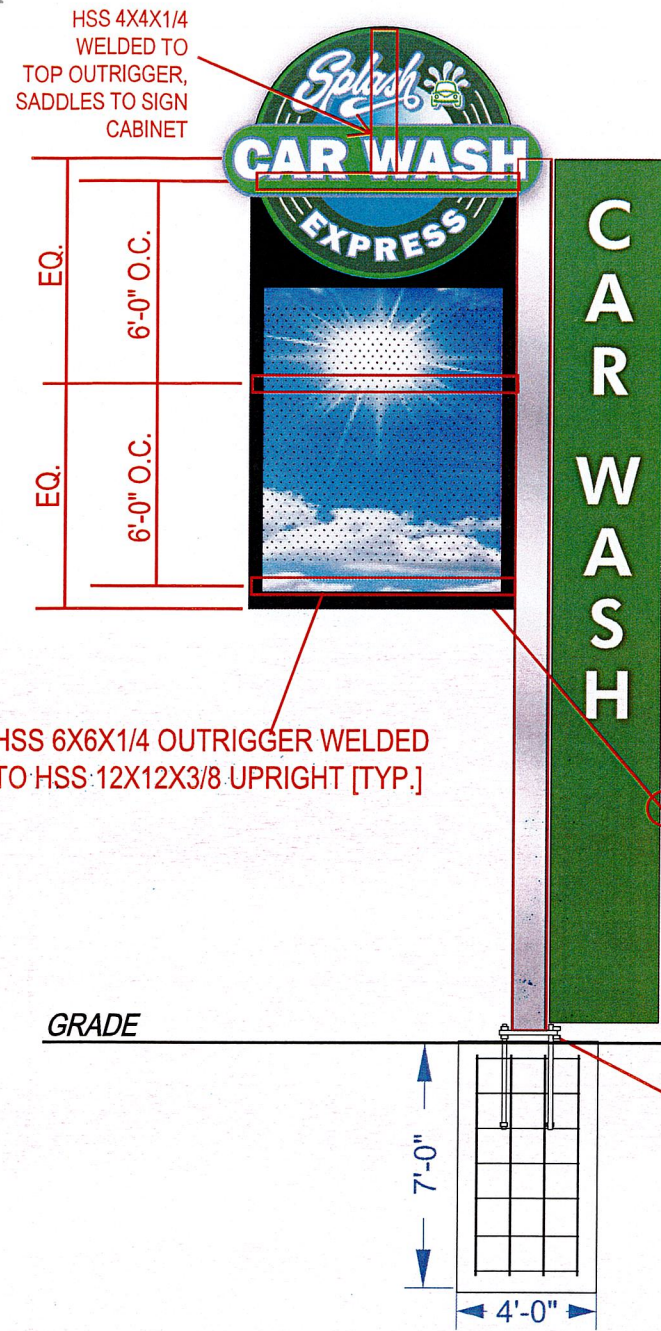 HSS 4X4X1/4
WELDED TO
TOP OUTRIGGER,
SADDLES TO SIGN
CABINET
Splash
CAR WASH
EXPRESS
EQ.
6'-0" O.C.
EQ.
6'-0" O.C.
C
A
R
W
A
S
H
HSS 6X6X1/4 OUTRIGGER WELDED
TO HSS 12X12X3/8 UPRIGHT [TYP.]
GRADE
7'-0"
4'-0"